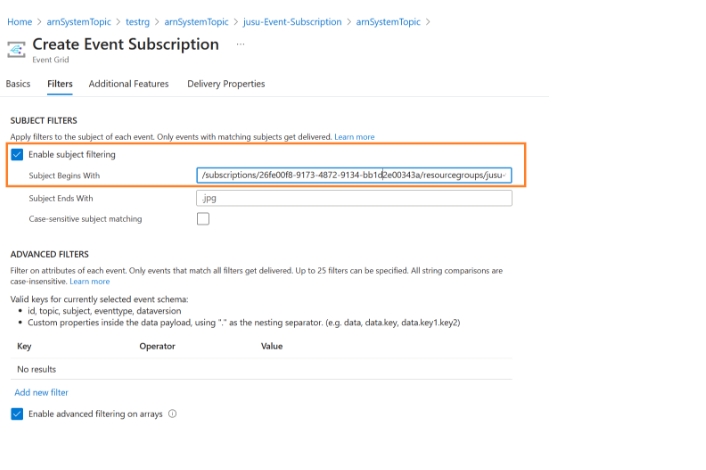 Home > arnSystemTopic > testrg > arnSystemTopic > jusu-Event-Subscription > arnSystemTopic >
Create Event Subscription ...
Event Grid
Basics Filters Additional Features Delivery Properties
SUBJECT FILTERS
Apply filters to the subject of each event. Only events with matching subjects get delivered. Learn more
Enable subject filtering
Subject Begins With /subscriptions/26fe00f8-9173-4872-9134-bb1d2e00343a/resourcegroups/jusu-
Subject Ends With .jpg
Case-sensitive subject matching
ADVANCED FILTERS
Filter on attributes of each event. Only events that match all filters get delivered. Up to 25 filters can be specified. All string comparisons are
case-insensitive. Learn more
Valid keys for currently selected event schema:
• id, topic, subject, eventtype, dataversion
• Custom properties inside the data payload, using "." as the nesting separator. (e.g. data, data.key, data.key1.key2)
Key Operator Value
No results
Add new filter
Enable advanced filtering on arrays